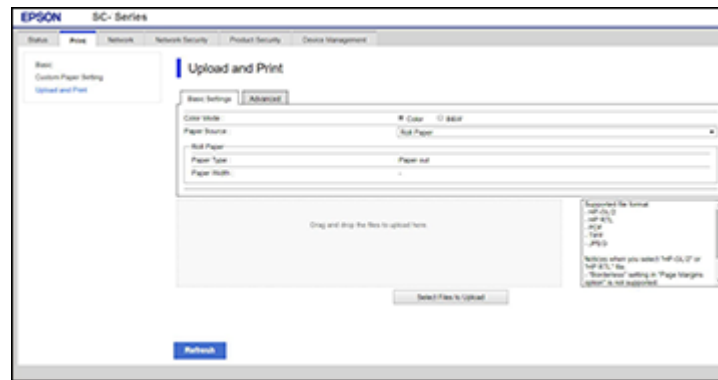 EPSON SC- Series
Status Print Network Network Security Product Security Device Management
Basic
Custom Paper Setting
Upload and Print
Upload and Print
Basic Settings Advanced
Color Mode : Color B&W
Paper Source : Roll Paper
Roll Paper
Paper Type : Paper out
Paper Width : -
Drag and drop the files to upload here.
Supported file format
- HP-GL/2
- HP RTL
- PDF
- TIFF
- JPEG
Notices when you select "HP-GL/2" or
"HP RTL" file.
- "Borderless" setting in "Page Margins
option" is not supported.
Select Files to Upload
Refresh